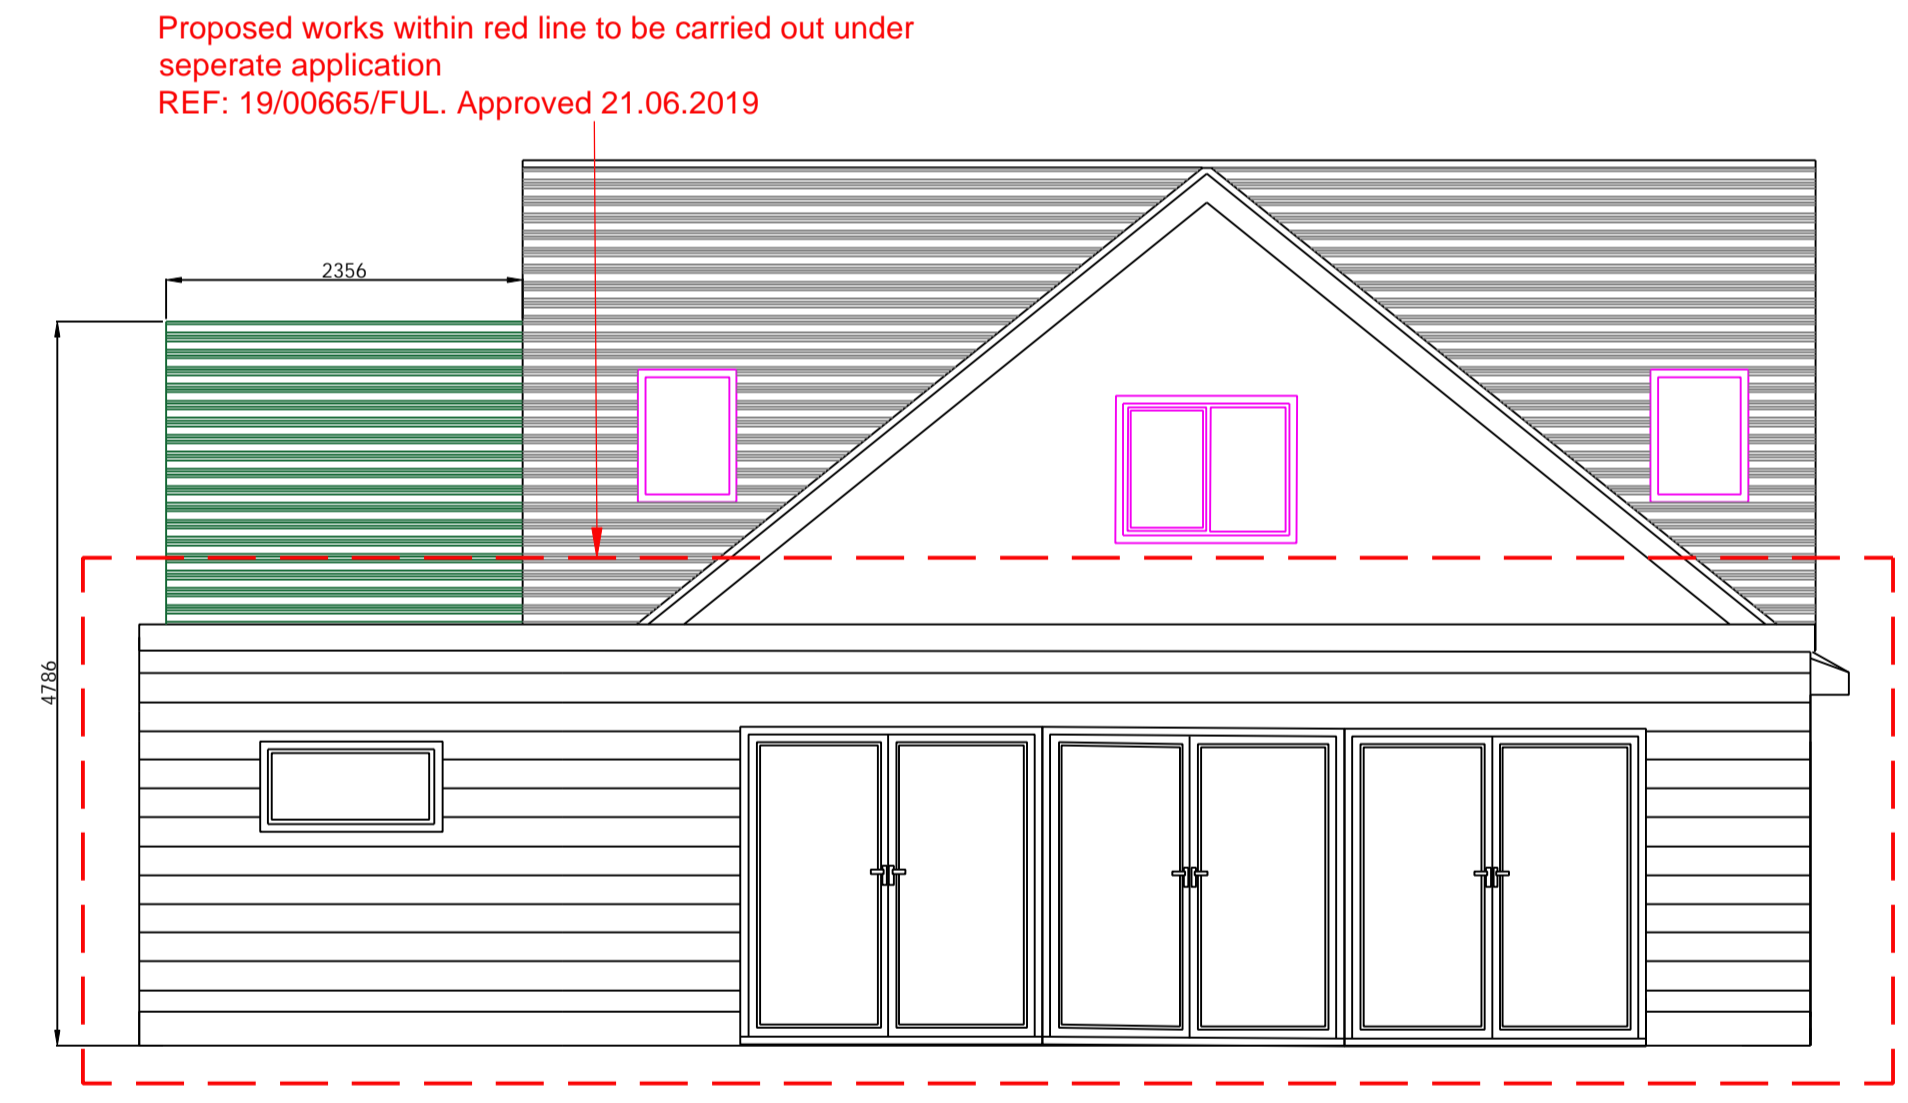 Proposed works within red line to be carried out under
seperate application
REF: 19/00665/FUL. Approved 21.06.2019
2356
4786